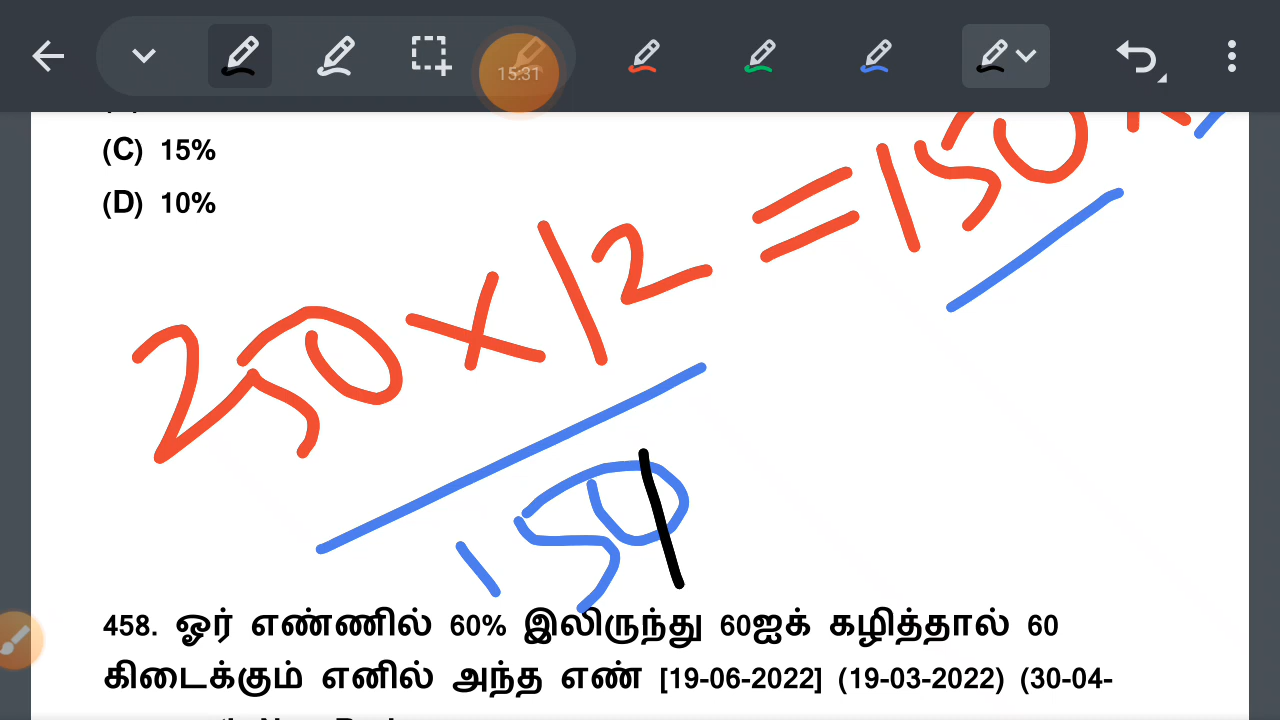 15:31
(C) 15%
(D) 10%
250 x 12 = 150 x
150
458. ஓர் எண்ணில் 60% இலிருந்து 60ஐக் கழித்தால் 60
கிடைக்கும் எனில் அந்த எண் [19-06-2022] (19-03-2022) (30-04-